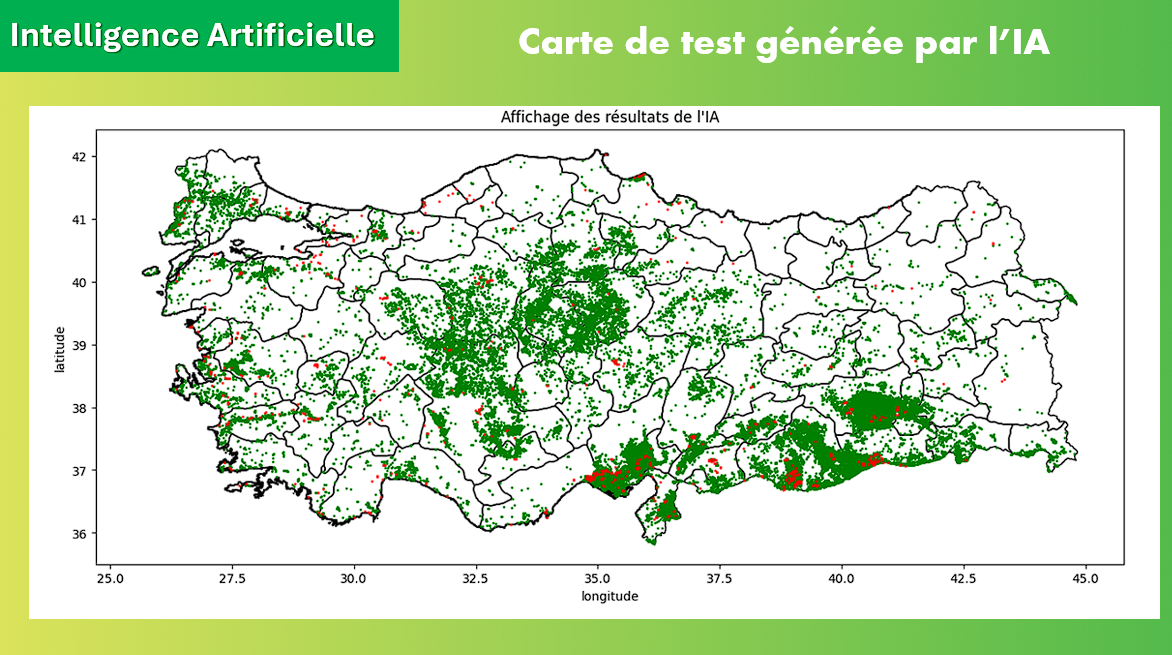 Intelligence Artificielle
Carte de test générée par l’IA
Affichage des résultats de l'IA
42
41
40
39
38
37
36
latitude
25.0 27.5 30.0 32.5 35.0 37.5 40.0 42.5 45.0
longitude